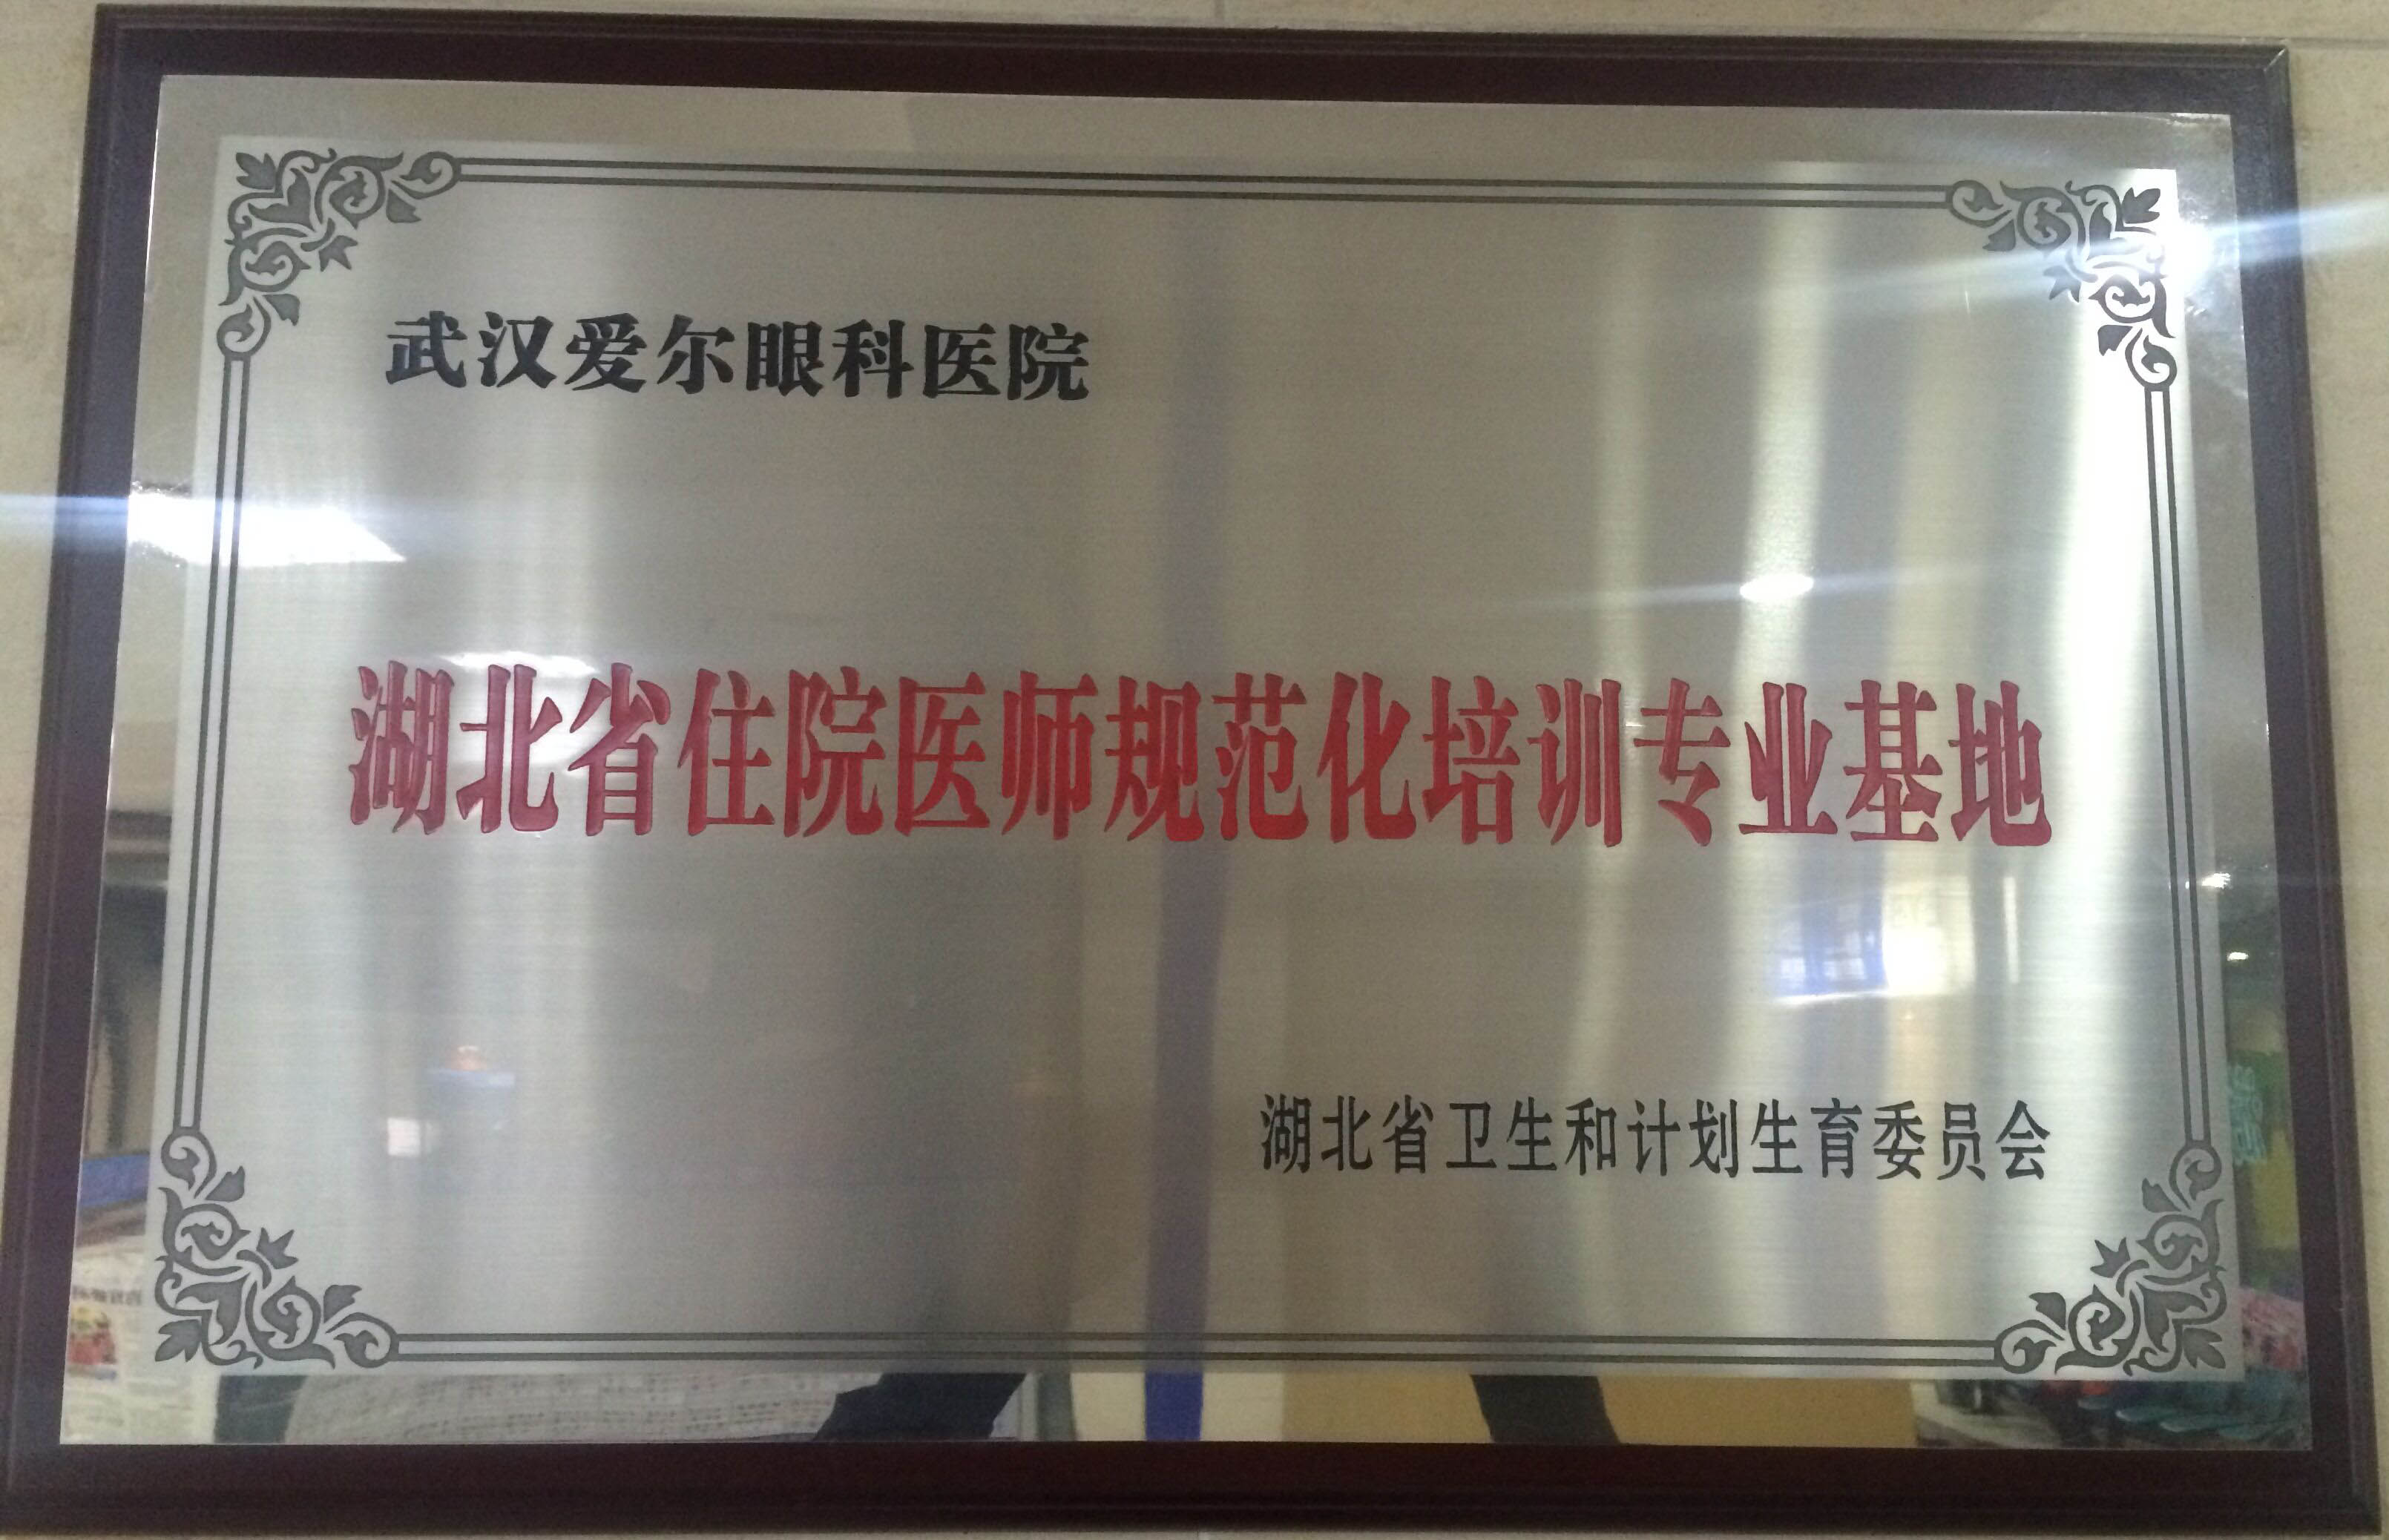 武汉爱尔眼科医院
湖北省住院医师规范化培训专业基地
湖北省卫生和计划生育委员会